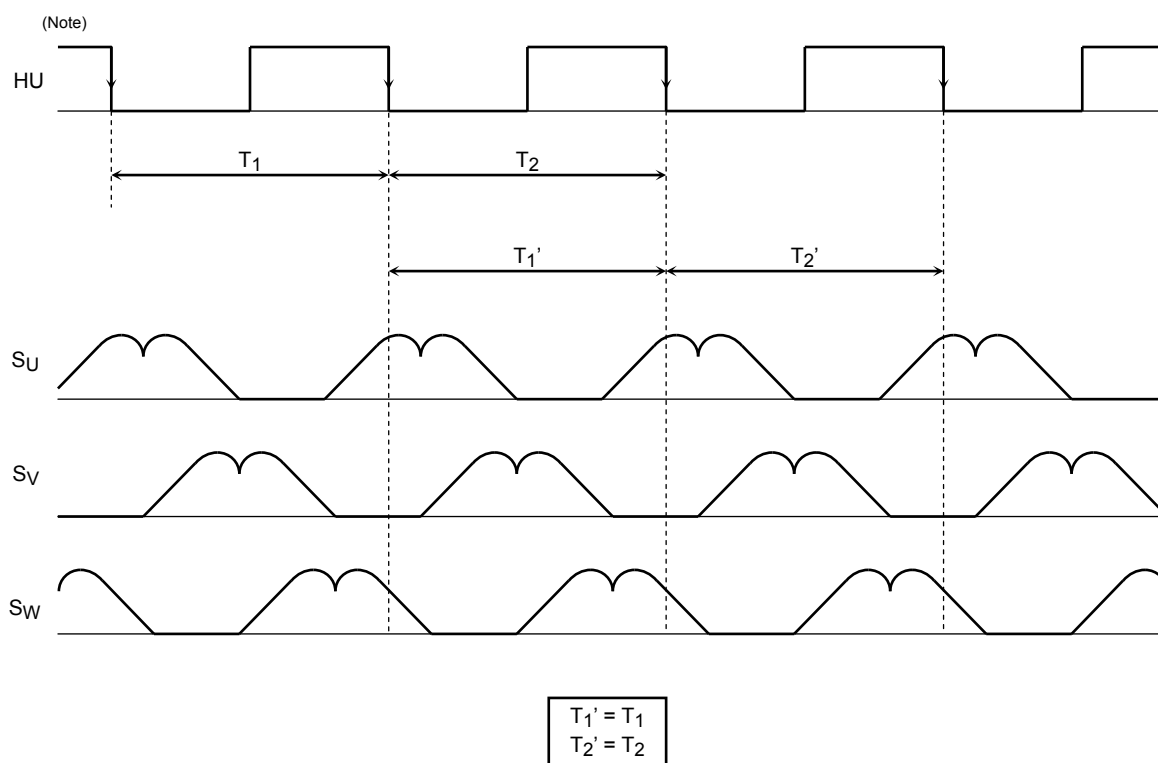 (Note)
HU
T1
T2
T1’
T2’
SU
SV
SW
T1’ = T1
T2’ = T2